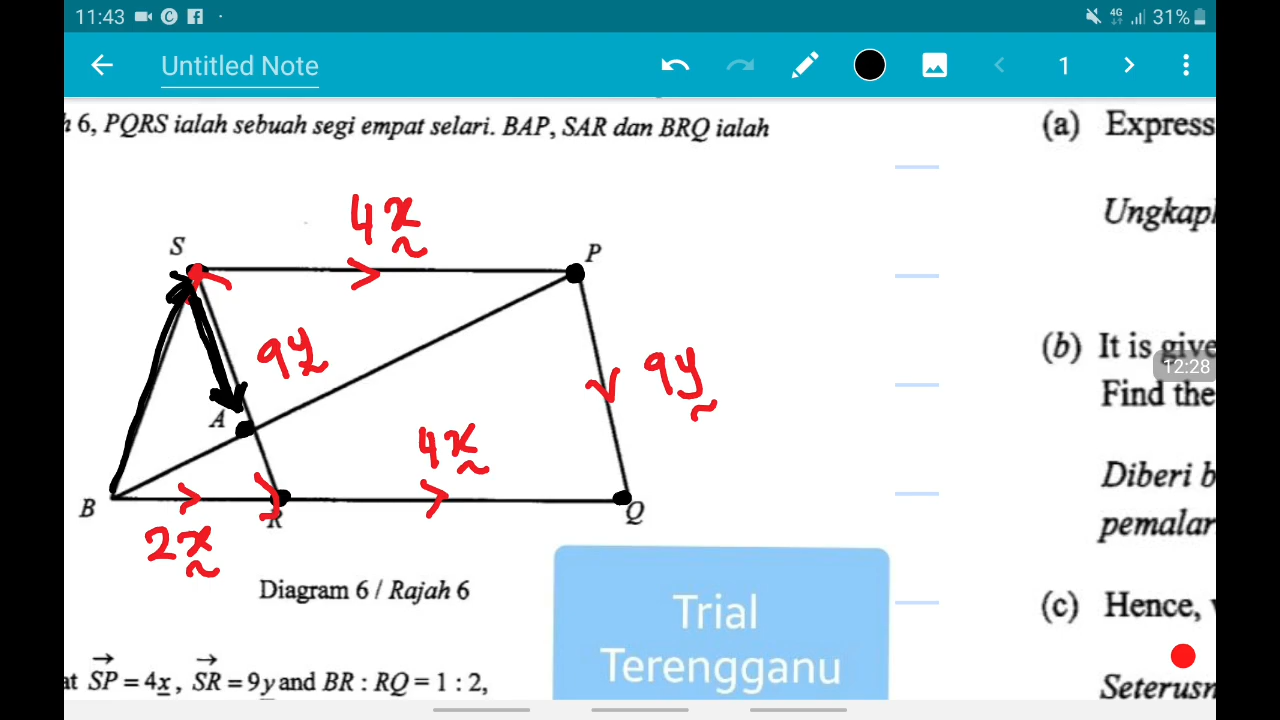 11:43
4G
31%
Untitled Note
1
h 6, PQRS ialah sebuah segi empat selari. BAP, SAR dan BRQ ialah
(a) Express
Ungkapk
4x
S
P
9y
9y
(b) It is give
12:28
Find the
A
4x
Diberi b
B
R
Q
pemalar
2x
Diagram 6 / Rajah 6
(c) Hence,
Trial
Terengganu
at SP = 4x, SR = 9y and BR : RQ = 1 : 2,
Seterusn